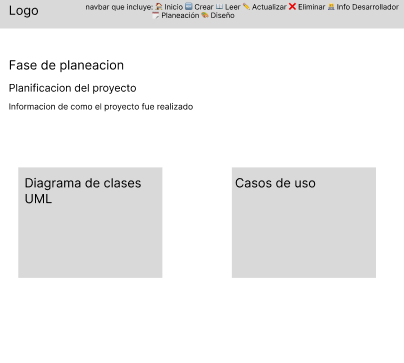 Logo
navbar que incluye: 🏠 Inicio ➕ Crear 📖 Leer ✏️ Actualizar ❌ Eliminar 👨‍💻 Info Desarrollador
📅 Planeación 🎨 Diseño
Fase de planeacion
Planificacion del proyecto
Informacion de como el proyecto fue realizado
Diagrama de clases
UML
Casos de uso